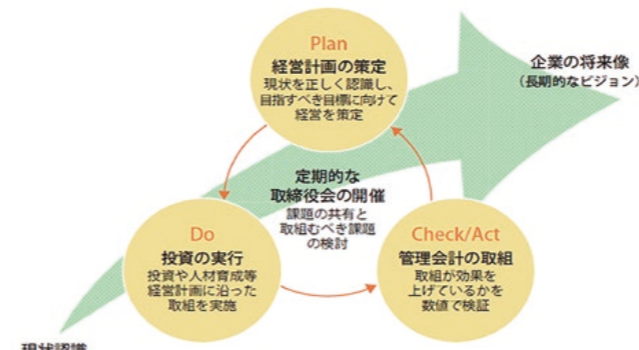 Plan
経営計画の策定
現状を正しく認識し、
目指すべき目標に向けて
経営を策定
企業の将来像
(長期的なビジョン)
定期的な
取締役会の開催
課題の共有と
取組むべき課題
の検討
Do
投資の実行
投資や人材育成等
経営計画に沿った
取組を実施
Check/Act
管理会計の取組
取組が効果を
上げているかを
数値で検証
現状認識